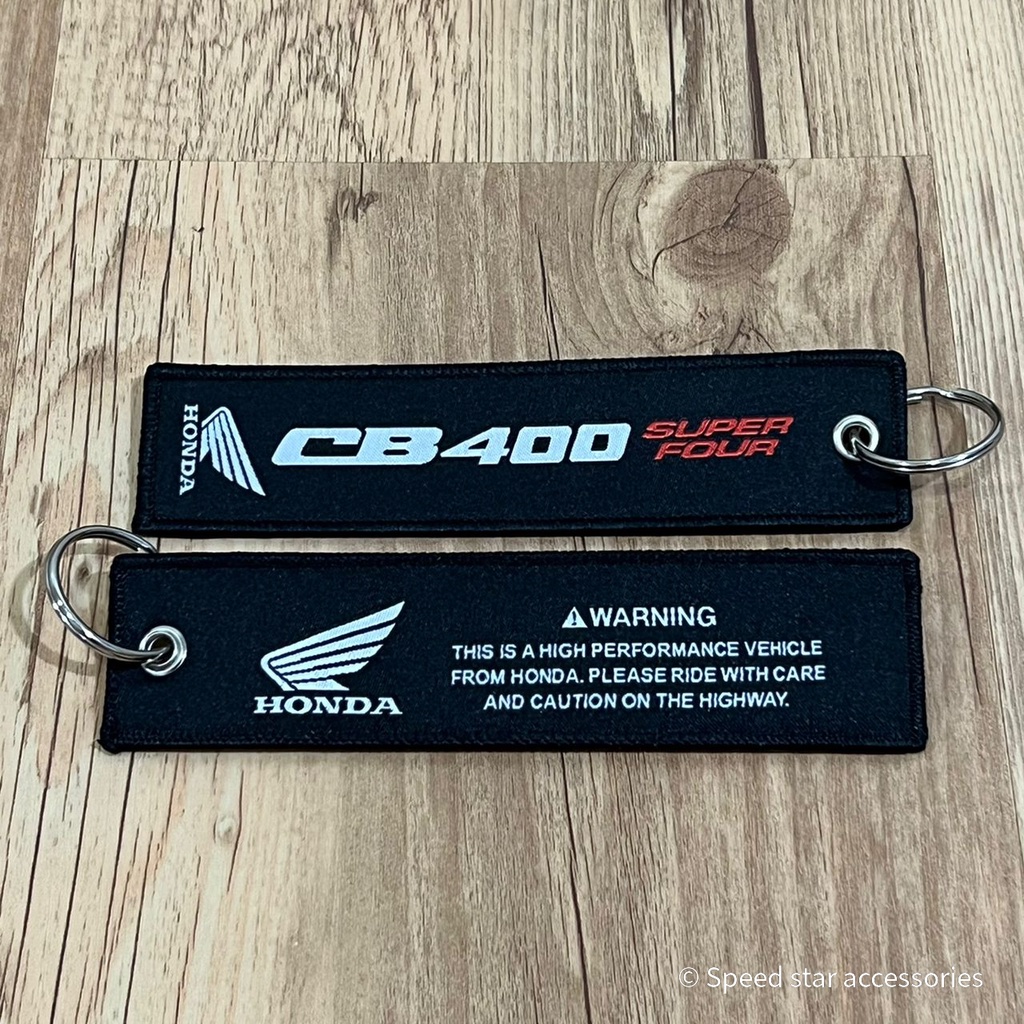 HONDA
CB400
SUPER
FOUR
HONDA
⚠WARNING
THIS IS A HIGH PERFORMANCE VEHICLE
FROM HONDA. PLEASE RIDE WITH CARE
AND CAUTION ON THE HIGHWAY.
© Speed star accessories